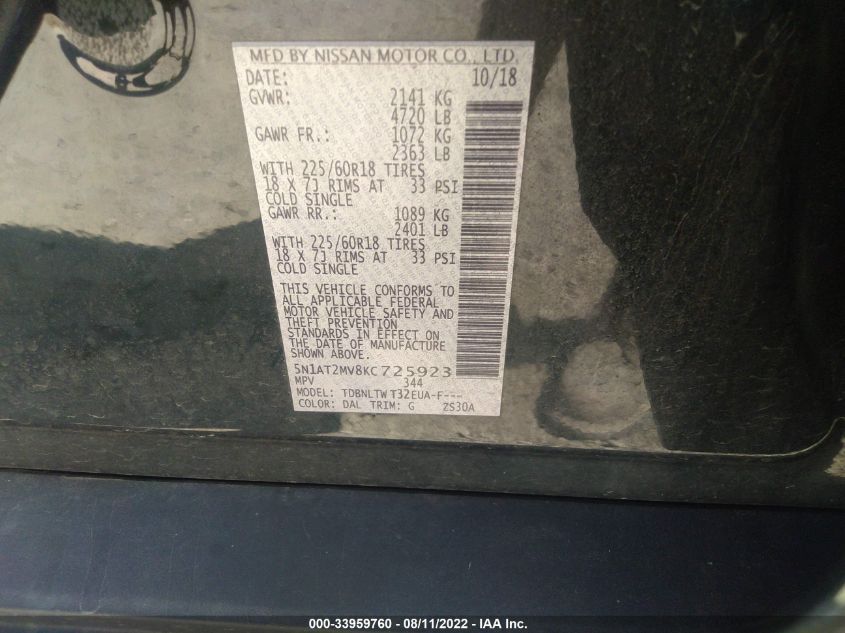 MFD BY NISSAN MOTOR CO., LTD.
DATE: 10/18
GVWR: 2141 KG
4720 LB
GAWR FR.: 1072 KG
2363 LB
WITH 225/60R18 TIRES
18 X 7J RIMS AT 33 PSI
COLD SINGLE
GAWR RR.: 1089 KG
2401 LB
WITH 225/60R18 TIRES
18 X 7J RIMS AT 33 PSI
COLD SINGLE
THIS VEHICLE CONFORMS TO
ALL APPLICABLE FEDERAL
MOTOR VEHICLE SAFETY AND
THEFT PREVENTION
STANDARDS IN EFFECT ON
THE DATE OF MANUFACTURE
SHOWN ABOVE.
5N1AT2MV8KC725923
MPV 344
MODEL: TDBNLTW T32EUA-F---
COLOR: DAL TRIM: G ZS30A
000-33959760 - 08/11/2022 - IAA Inc.